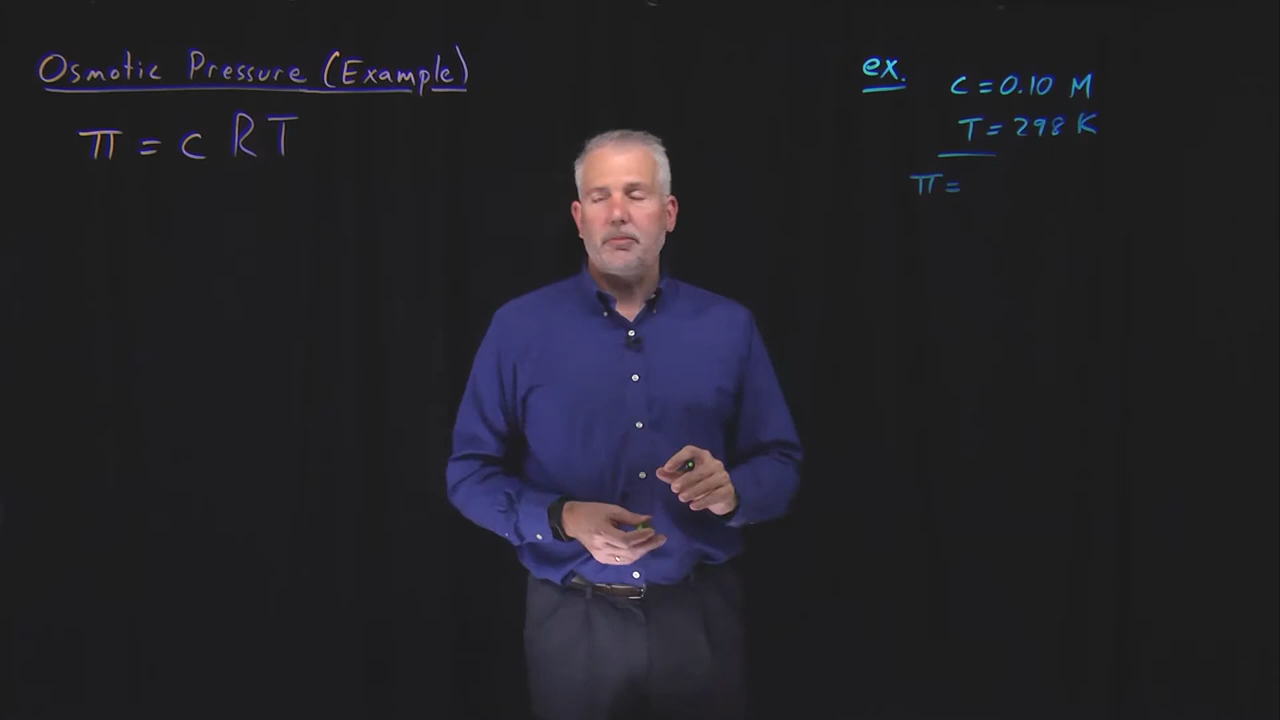 Osmotic Pressure (Example)
π = c R T
ex.
c = 0.10 M
T = 298 K
π =